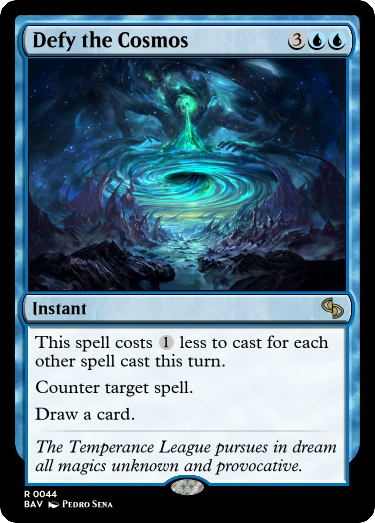 Defy the Cosmos 3
Instant
This spell costs 1 less to cast for each
other spell cast this turn.
Counter target spell.
Draw a card.
The Temperance League pursues in dream
all magics unknown and provocative.
R 0044
BAV Pedro Sena